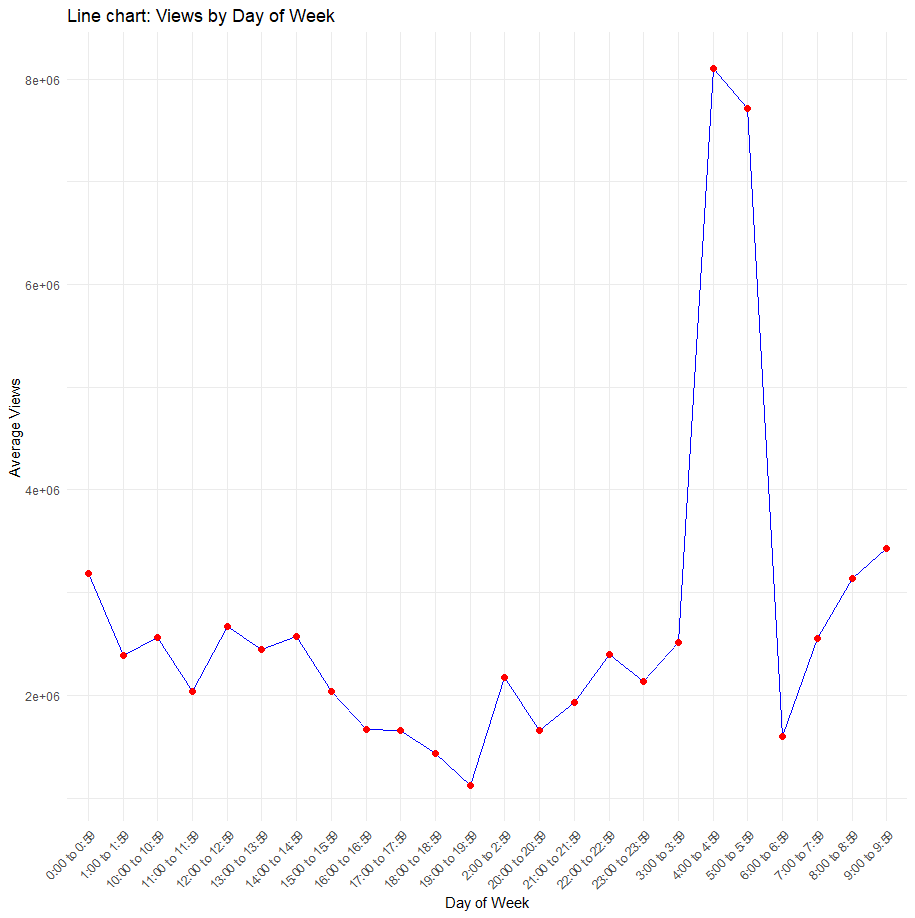 Line chart: Views by Day of Week
Average Views
8e+06
6e+06
4e+06
2e+06
0:00 to 0:59
1:00 to 1:59
10:00 to 10:59
11:00 to 11:59
12:00 to 12:59
13:00 to 13:59
14:00 to 14:59
15:00 to 15:59
16:00 to 16:59
17:00 to 17:59
18:00 to 18:59
19:00 to 19:59
2:00 to 2:59
20:00 to 20:59
21:00 to 21:59
22:00 to 22:59
23:00 to 23:59
3:00 to 3:59
4:00 to 4:59
5:00 to 5:59
6:00 to 6:59
7:00 to 7:59
8:00 to 8:59
9:00 to 9:59
Day of Week